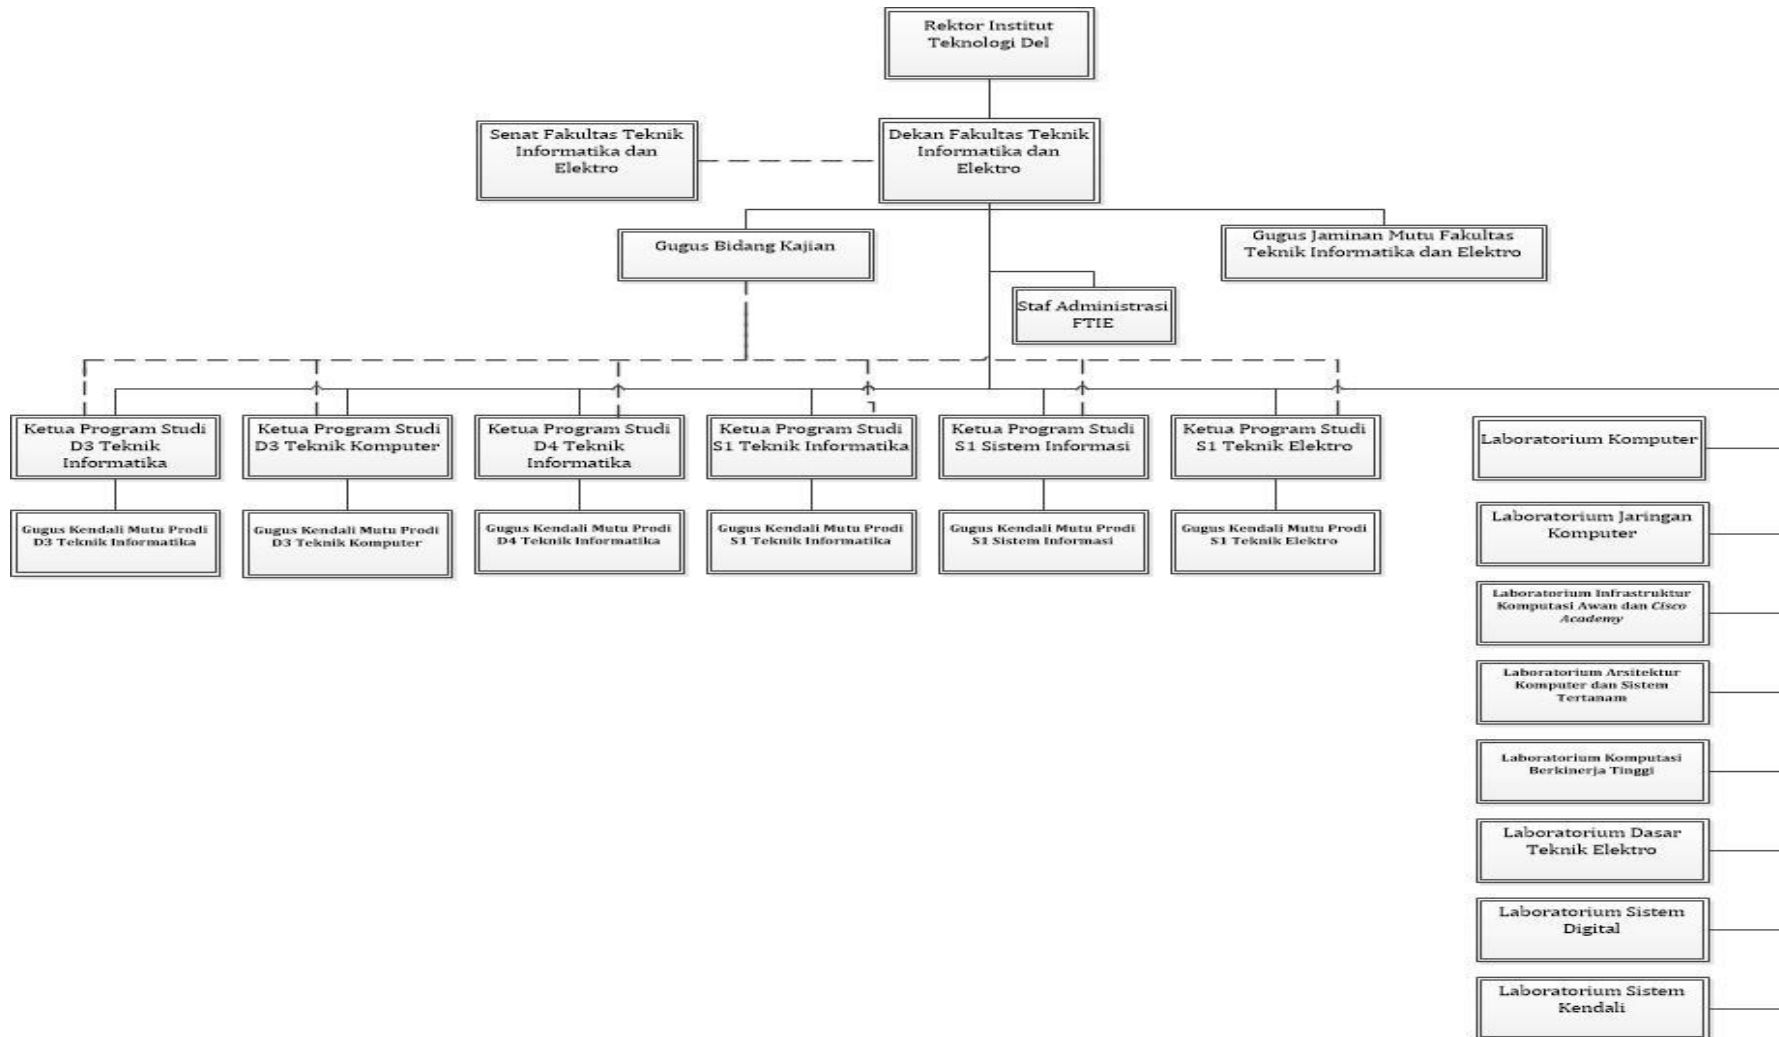 Rektor Institut
Teknologi Del
Senat Fakultas Teknik
Informatika dan
Elektro
Dekan Fakultas Teknik
Informatika dan
Elektro
Gugus Bidang Kajian
Gugus Jaminan Mutu Fakultas
Teknik Informatika dan Elektro
Staf Administrasi
FTIE
Ketua Program Studi
D3 Teknik
Informatika
Ketua Program Studi
D3 Teknik Komputer
Ketua Program Studi
D4 Teknik
Informatika
Ketua Program Studi
S1 Teknik Informatika
Ketua Program Studi
S1 Sistem Informasi
Ketua Program Studi
S1 Teknik Elektro
Gugus Kendali Mutu Prodi
D3 Teknik Informatika
Gugus Kendali Mutu Prodi
D3 Teknik Komputer
Gugus Kendali Mutu Prodi
D4 Teknik Informatika
Gugus Kendali Mutu Prodi
S1 Teknik Informatika
Gugus Kendali Mutu Prodi
S1 Sistem Informasi
Gugus Kendali Mutu Prodi
S1 Teknik Elektro
Laboratorium Komputer
Laboratorium Jaringan
Komputer
Laboratorium Infrastruktur
Komputasi Awan dan Cisco
Academy
Laboratorium Arsitektur
Komputer dan Sistem
Tertanam
Laboratorium Komputasi
Berkinerja Tinggi
Laboratorium Dasar
Teknik Elektro
Laboratorium Sistem
Digital
Laboratorium Sistem
Kendali